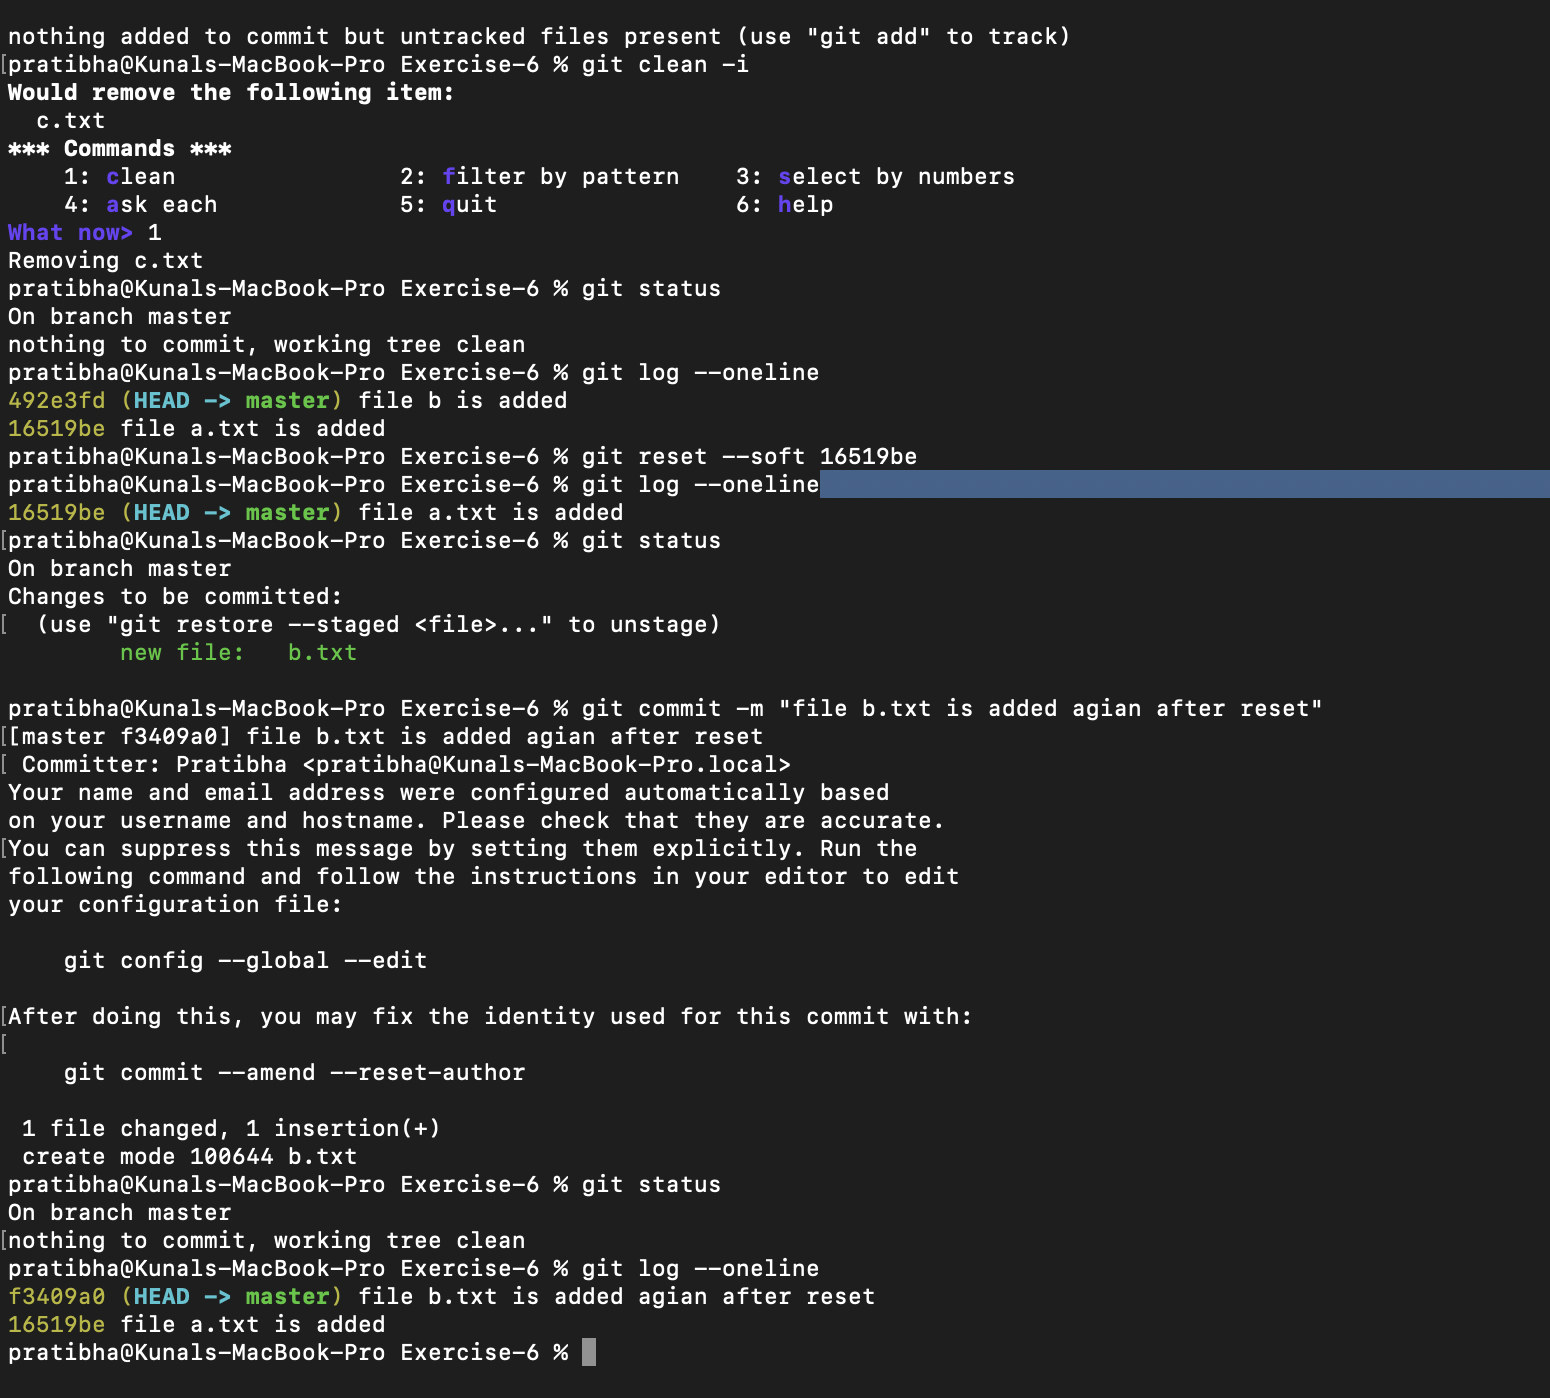 nothing added to commit but untracked files present (use "git add" to track)
[pratibha@Kunals-MacBook-Pro Exercise-6 % git clean -i
Would remove the following item:
  c.txt
*** Commands ***
    1: clean                2: filter by pattern    3: select by numbers
    4: ask each             5: quit                 6: help
What now> 1
Removing c.txt
pratibha@Kunals-MacBook-Pro Exercise-6 % git status
On branch master
nothing to commit, working tree clean
pratibha@Kunals-MacBook-Pro Exercise-6 % git log --oneline
492e3fd (HEAD -> master) file b is added
16519be file a.txt is added
pratibha@Kunals-MacBook-Pro Exercise-6 % git reset --soft 16519be
pratibha@Kunals-MacBook-Pro Exercise-6 % git log --oneline
16519be (HEAD -> master) file a.txt is added
[pratibha@Kunals-MacBook-Pro Exercise-6 % git status
On branch master
Changes to be committed:
[  (use "git restore --staged <file>..." to unstage)
        new file:   b.txt

pratibha@Kunals-MacBook-Pro Exercise-6 % git commit -m "file b.txt is added agian after reset"
[[master f3409a0] file b.txt is added agian after reset
[ Committer: Pratibha <pratibha@Kunals-MacBook-Pro.local>
Your name and email address were configured automatically based
on your username and hostname. Please check that they are accurate.
[You can suppress this message by setting them explicitly. Run the
following command and follow the instructions in your editor to edit
your configuration file:

    git config --global --edit

[After doing this, you may fix the identity used for this commit with:
[
    git commit --amend --reset-author

 1 file changed, 1 insertion(+)
 create mode 100644 b.txt
pratibha@Kunals-MacBook-Pro Exercise-6 % git status
On branch master
[nothing to commit, working tree clean
pratibha@Kunals-MacBook-Pro Exercise-6 % git log --oneline
f3409a0 (HEAD -> master) file b.txt is added agian after reset
16519be file a.txt is added
pratibha@Kunals-MacBook-Pro Exercise-6 %